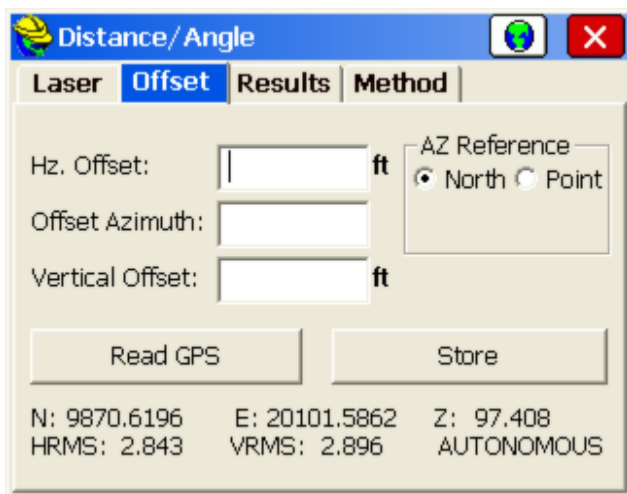 Distance/Angle
Laser Offset Results Method
Hz. Offset: ft
AZ Reference
North Point
Offset Azimuth:
Vertical Offset: ft
Read GPS Store
N: 9870.6196 E: 20101.5862 Z: 97.408
HRMS: 2.843 VRMS: 2.896 AUTONOMOUS